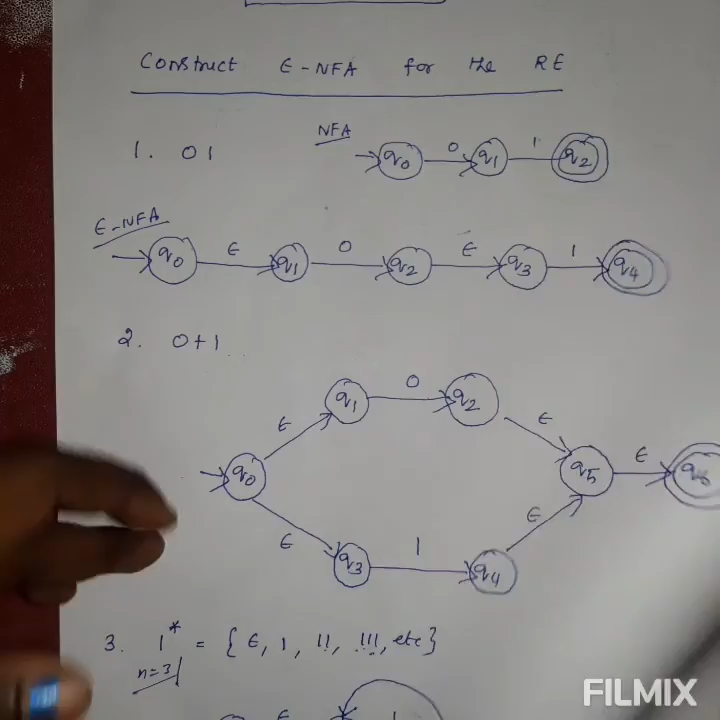 Construct ε-NFA for the RE
1. 01
NFA
q0 0 q1 1 q2
ε-NFA
q0 ε q1 0 q2 ε q3 1 q4
2. 0+1
q1 0 q2
ε ε
q0 q5 ε q6
ε ε
q3 1 q4
3. 1* = {ε, 1, 11, 111, etc}
n=3
ε 1
FILMIX